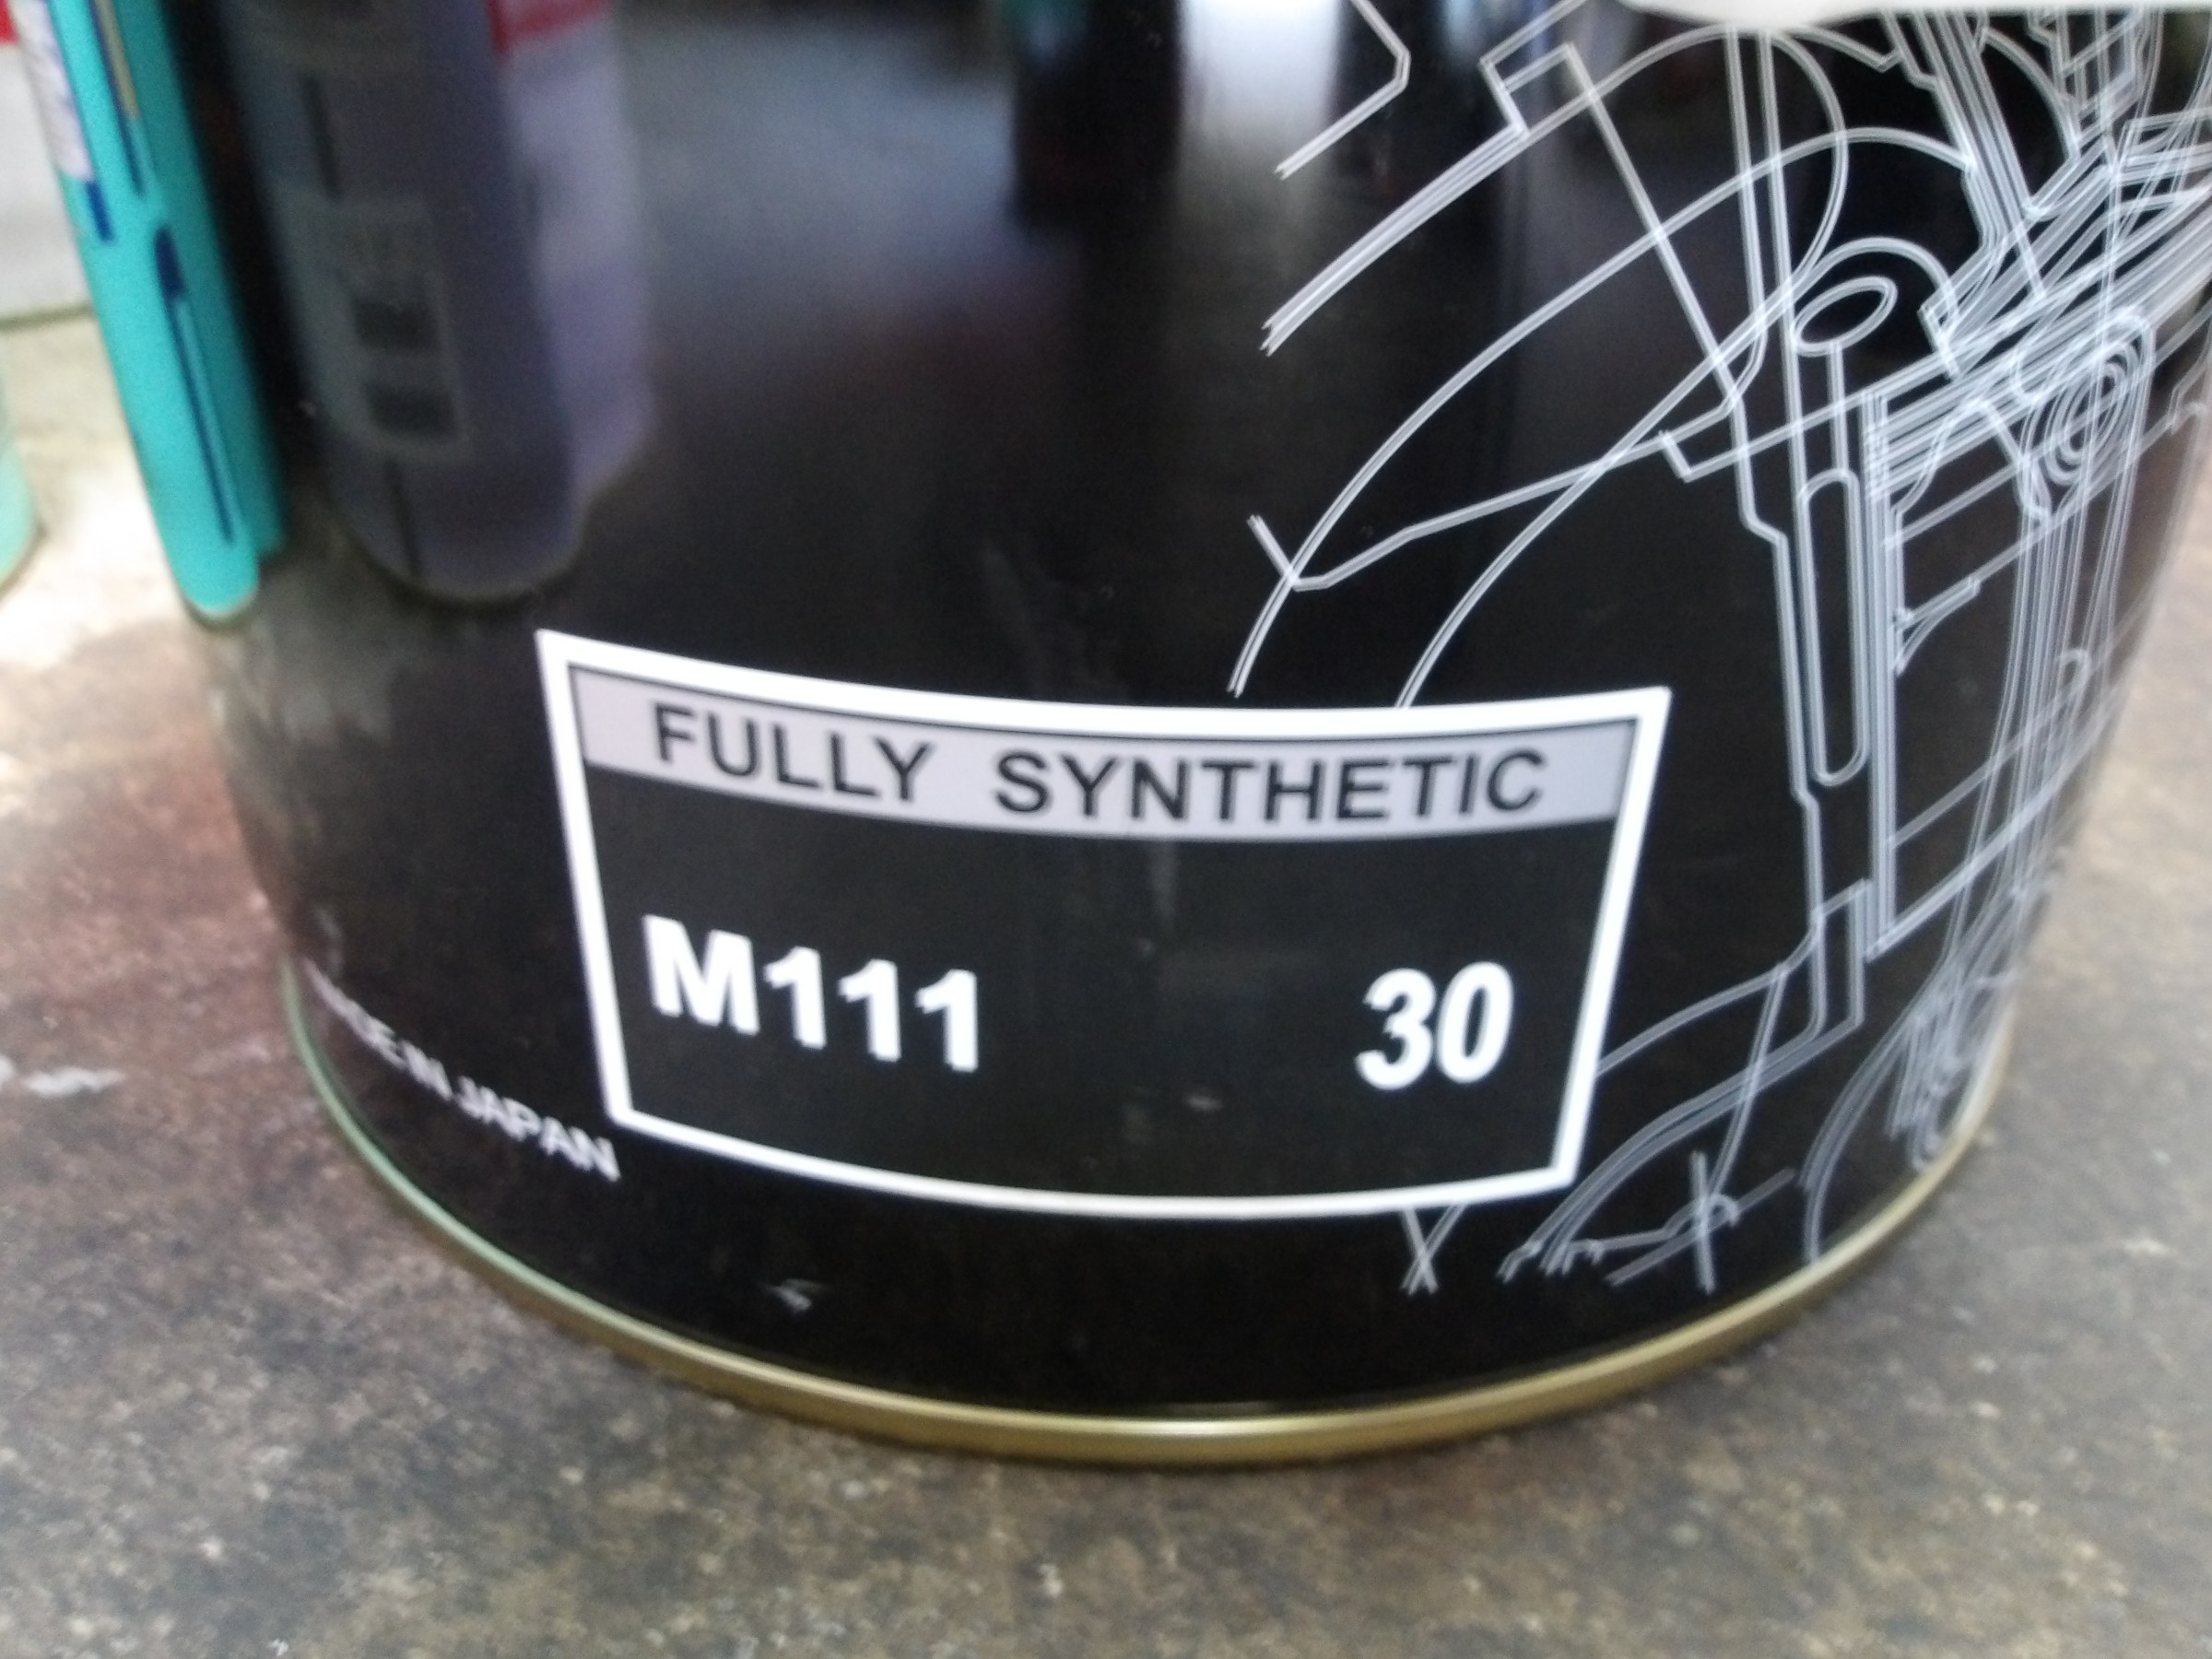 FULLY SYNTHETIC
M111 30
MADE IN JAPAN